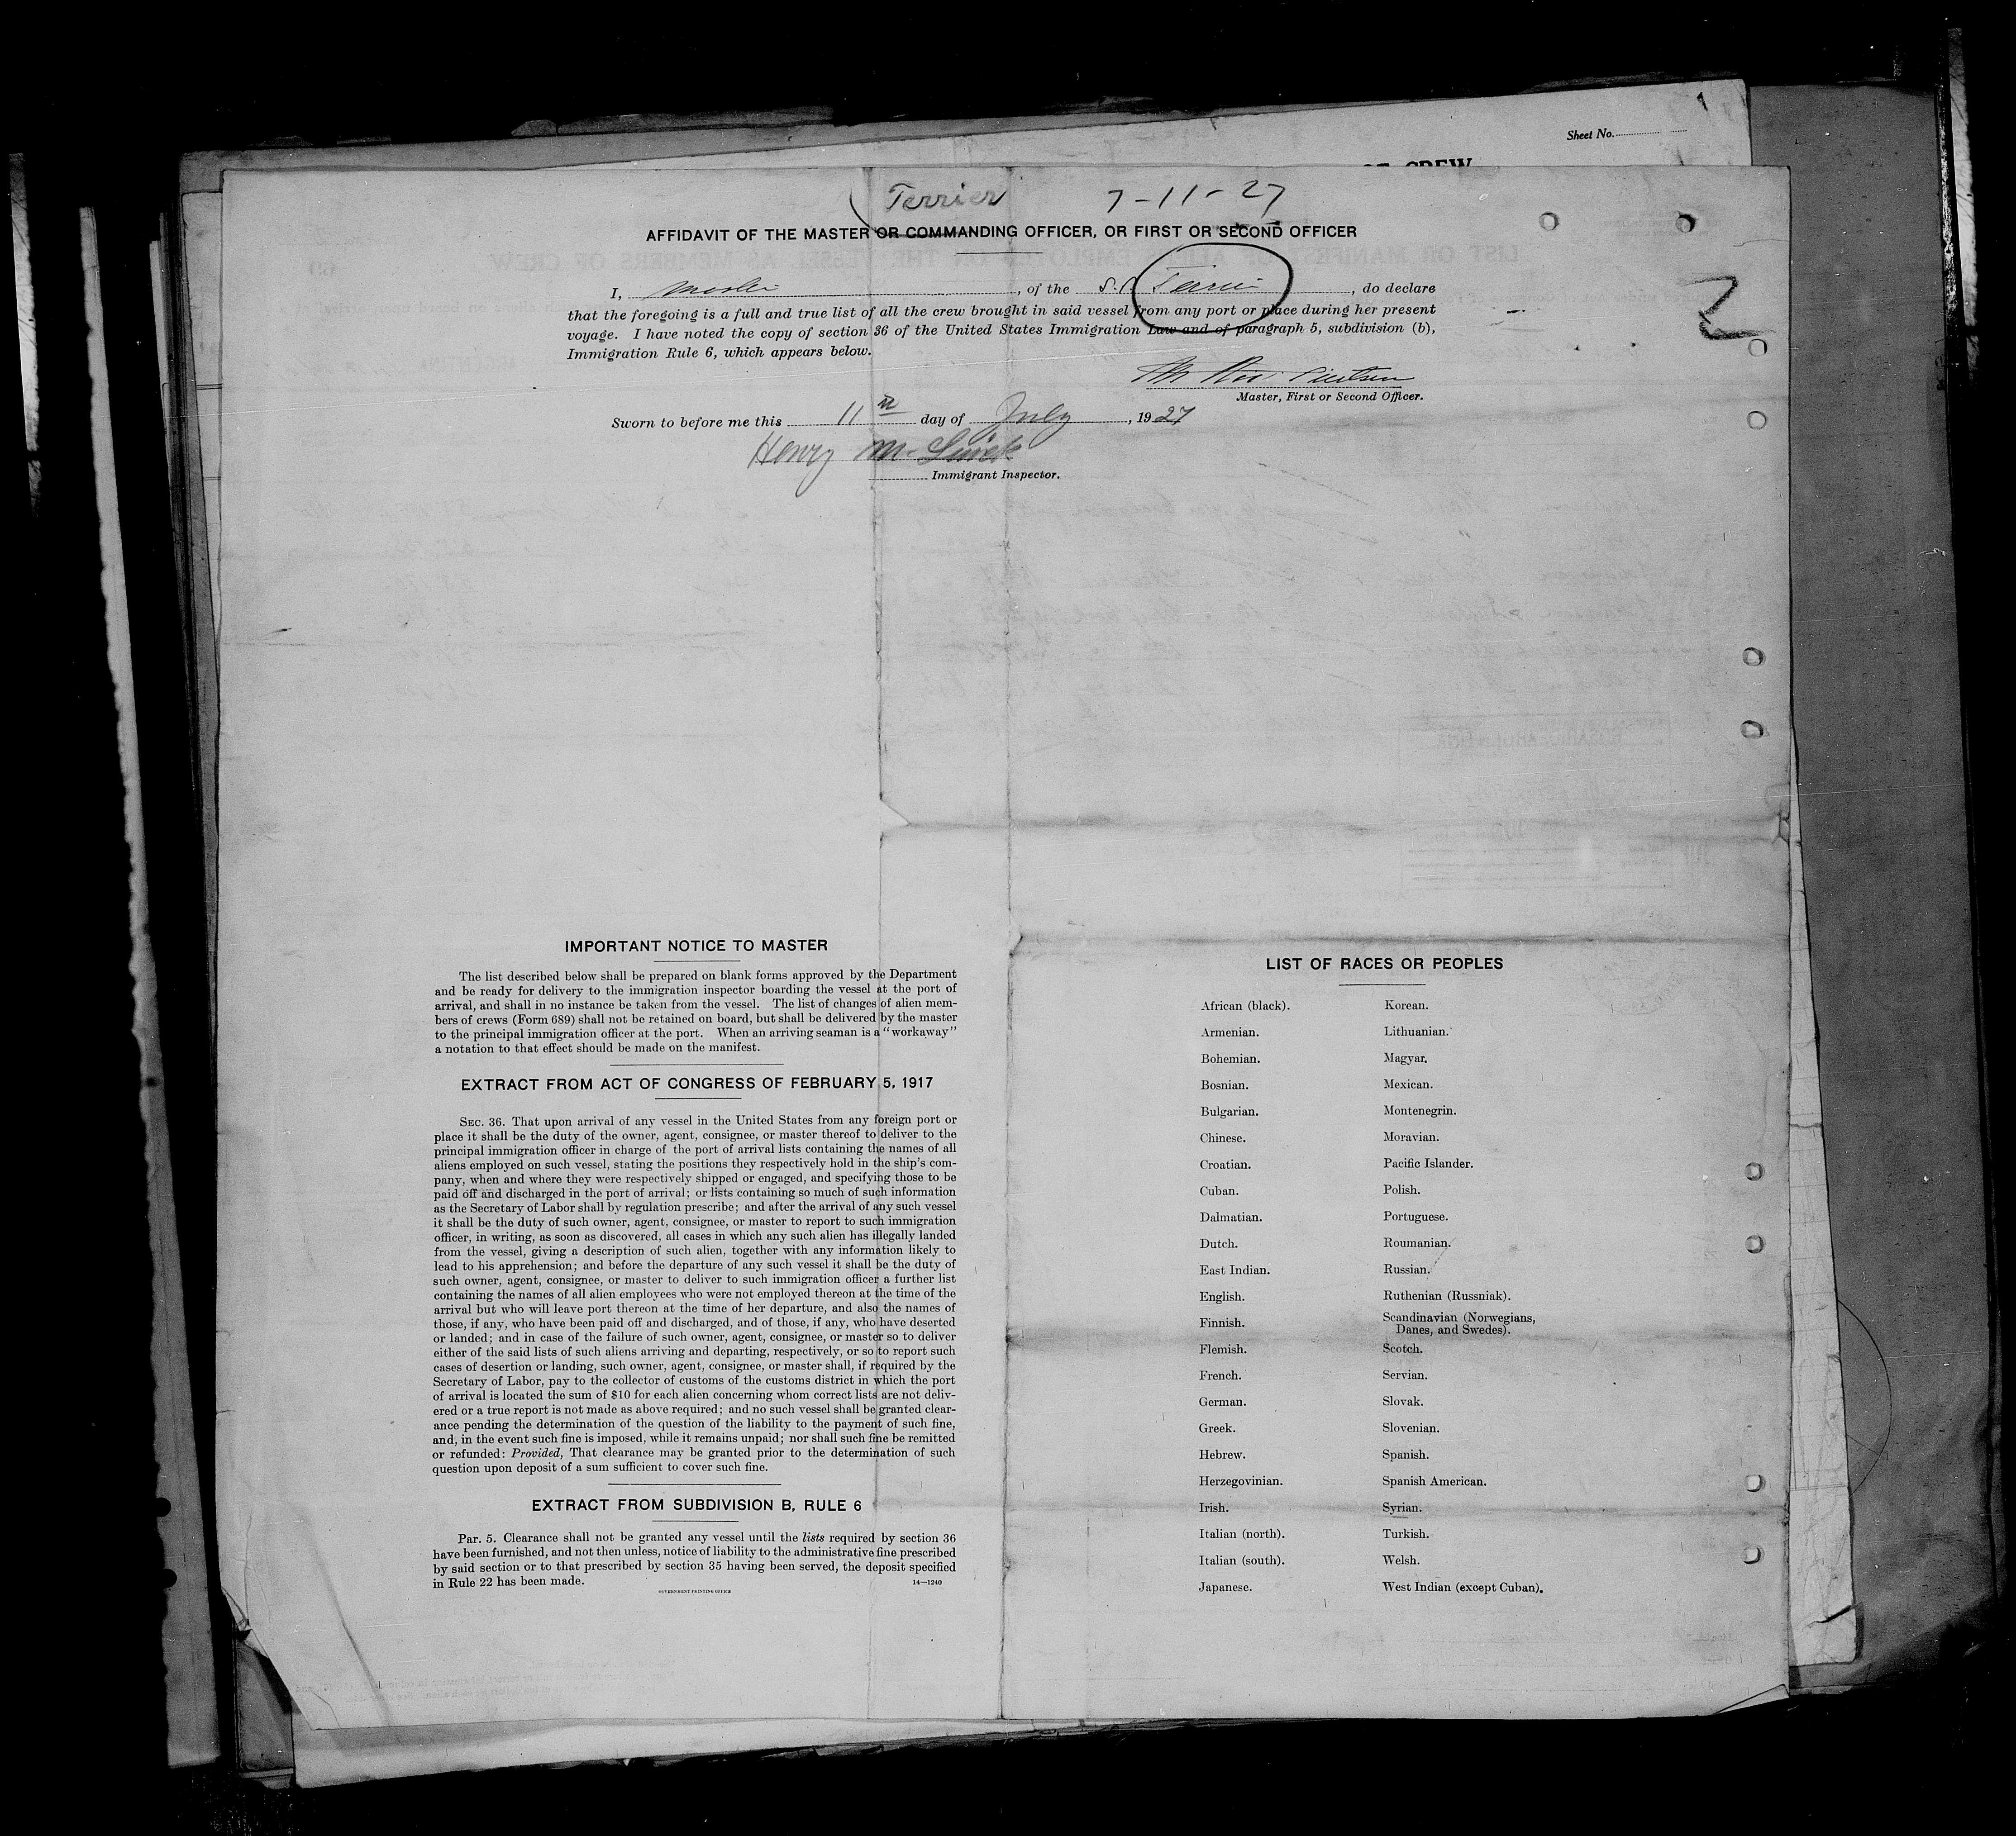 Sheet No.
Terrier 7-11-27
AFFIDAVIT OF THE MASTER OR COMMANDING OFFICER, OR FIRST OR SECOND OFFICER
I, Master, of the S.S. Terrier, do declare
that the foregoing is a full and true list of all the crew brought in said vessel from any port or place during her present
voyage. I have noted the copy of section 36 of the United States Immigration Law and of paragraph 5, subdivision (b),
Immigration Rule 6, which appears below.
Master, First or Second Officer.
Sworn to before me this 11th day of July, 1927
Henry M.
Immigrant Inspector.
IMPORTANT NOTICE TO MASTER
The list described below shall be prepared on blank forms approved by the Department
and be ready for delivery to the immigration inspector boarding the vessel at the port of
arrival, and shall in no instance be taken from the vessel. The list of changes of alien mem-
bers of crews (Form 689) shall not be retained on board, but shall be delivered by the master
to the principal immigration officer at the port. When an arriving seaman is a "workaway"
a notation to that effect should be made on the manifest.
EXTRACT FROM ACT OF CONGRESS OF FEBRUARY 5, 1917
SEC. 36. That upon arrival of any vessel in the United States from any foreign port or
place it shall be the duty of the owner, agent, consignee, or master thereof to deliver to the
principal immigration officer in charge of the port of arrival lists containing the names of all
aliens employed on such vessel, stating the positions they respectively hold in the ship's com-
pany, when and where they were respectively shipped or engaged, and specifying those to be
paid off and discharged in the port of arrival; or lists containing so much of such information
as the Secretary of Labor shall by regulation prescribe; and after the arrival of any such vessel
it shall be the duty of such owner, agent, consignee, or master to report to such immigration
officer, in writing, as soon as discovered, all cases in which any such alien has illegally landed
from the vessel, giving a description of such alien, together with any information likely to
lead to his apprehension; and before the departure of any such vessel it shall be the duty of
such owner, agent, consignee, or master to deliver to such immigration officer a further list
containing the names of all alien employees who were not employed thereon at the time of the
arrival but who will leave port thereon at the time of her departure, and also the names of
those, if any, who have been paid off and discharged, and of those, if any, who have deserted
or landed; and in case of the failure of such owner, agent, consignee, or master so to deliver
either of the said lists of such aliens arriving and departing, respectively, or so to report such
cases of desertion or landing, such owner, agent, consignee, or master shall, if required by the
Secretary of Labor, pay to the collector of customs of the customs district in which the port
of arrival is located the sum of $10 for each alien concerning whom correct lists are not deliv-
ered or a true report is not made as above required; and no such vessel shall be granted clear-
ance pending the determination of the question of the liability to the payment of such fine,
and, in the event such fine is imposed, while it remains unpaid; nor shall such fine be remitted
or refunded: Provided, That clearance may be granted prior to the determination of such
question upon deposit of a sum sufficient to cover such fine.
EXTRACT FROM SUBDIVISION B, RULE 6
Par. 5. Clearance shall not be granted any vessel until the lists required by section 36
have been furnished, and not then unless, notice of liability to the administrative fine prescribed
by said section or to that prescribed by section 35 having been served, the deposit specified
in Rule 22 has been made.
GOVERNMENT PRINTING OFFICE 14—1240
LIST OF RACES OR PEOPLES
African (black). Korean.
Armenian. Lithuanian.
Bohemian. Magyar.
Bosnian. Mexican.
Bulgarian. Montenegrin.
Chinese. Moravian.
Croatian. Pacific Islander.
Cuban. Polish.
Dalmatian. Portuguese.
Dutch. Roumanian.
East Indian. Russian.
English. Ruthenian (Russniak).
Finnish. Scandinavian (Norwegians,
Danes, and Swedes).
Flemish. Scotch.
French. Servian.
German. Slovak.
Greek. Slovenian.
Hebrew. Spanish.
Herzegovinian. Spanish American.
Irish. Syrian.
Italian (north). Turkish.
Italian (south). Welsh.
Japanese. West Indian (except Cuban).